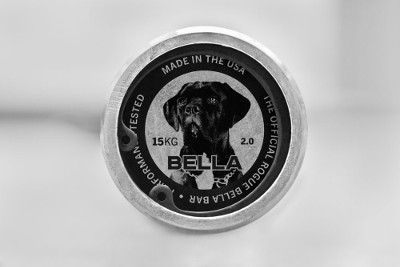 MADE IN THE USA
THE OFFICIAL ROGUE BELLA BAR
TESTED
15KG
2.0
BELLA